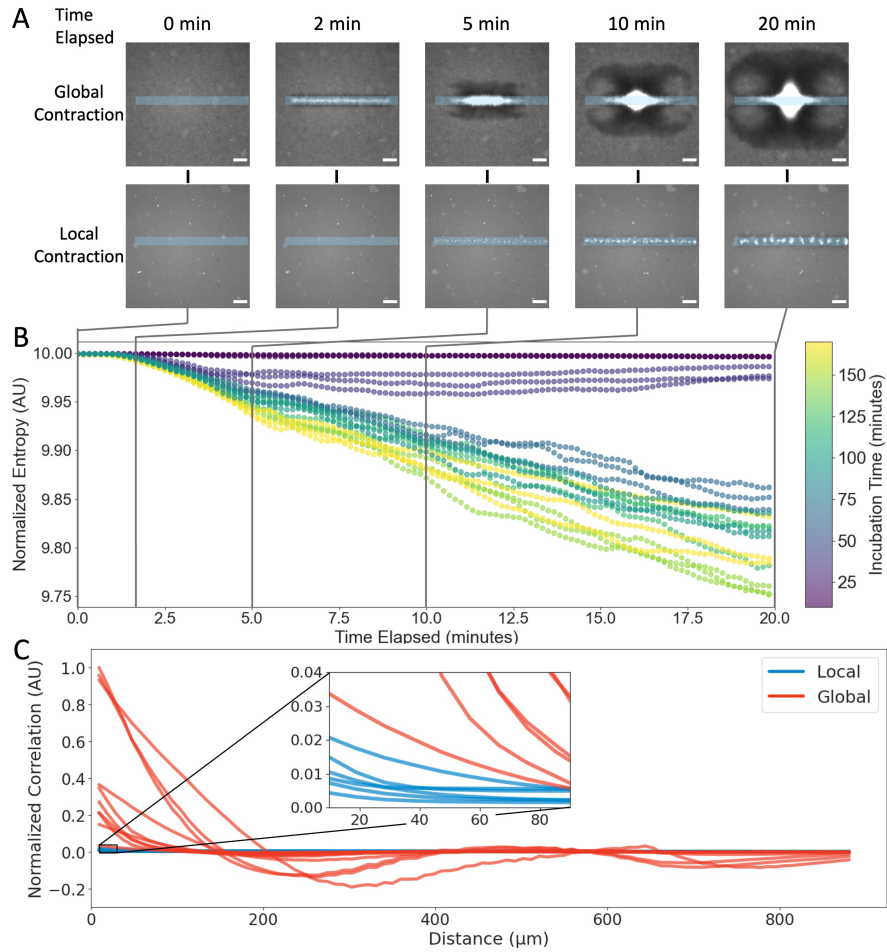 A
Time Elapsed
0 min
2 min
5 min
10 min
20 min
Global Contraction
Local Contraction
B
Normalized Entropy (AU)
10.00
9.95
9.90
9.85
9.80
9.75
0.0
2.5
5.0
7.5
10.0
12.5
15.0
17.5
20.0
Time Elapsed (minutes)
150
125
100
75
50
25
Incubation Time (minutes)
C
Normalized Correlation (AU)
1.0
0.8
0.6
0.4
0.2
0.0
−0.2
0
200
400
600
800
Distance (μm)
0.04
0.03
0.02
0.01
0.00
20
40
60
80
Local
Global